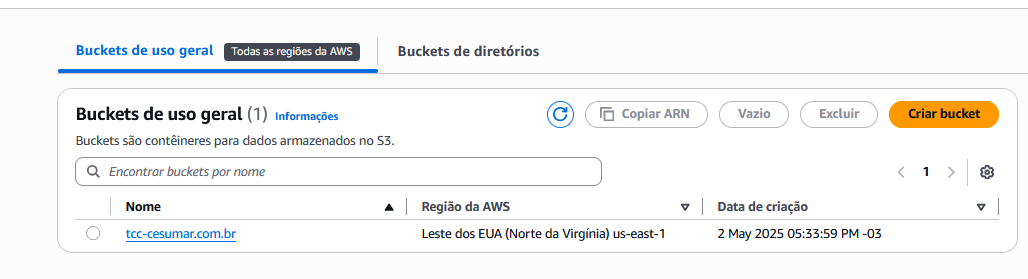 Buckets de uso geral Todas as regiões da AWS Buckets de diretórios
Buckets de uso geral (1) Informações Copiar ARN Vazio Excluir Criar bucket
Buckets são contêineres para dados armazenados no S3.
Encontrar buckets por nome 1
Nome Região da AWS Data de criação
tcc-cesumar.com.br Leste dos EUA (Norte da Virgínia) us-east-1 2 May 2025 05:33:59 PM -03